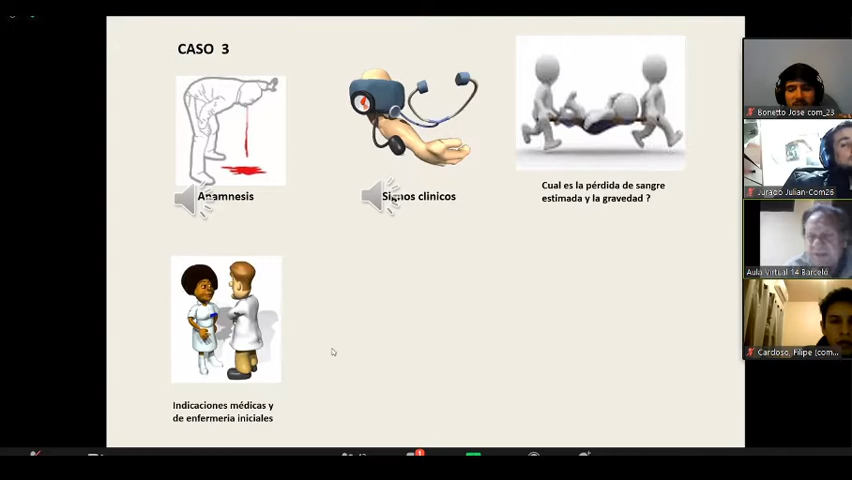 CASO 3
Anamnesis
Signos clinicos
Cual es la pérdida de sangre
estimada y la gravedad ?
Indicaciones médicas y
de enfermeria iniciales
Bonetto Jose com_23
Jurado Julian-Com26
Aula Virtual 14 Barceló
Cardoso, Filipe (com...